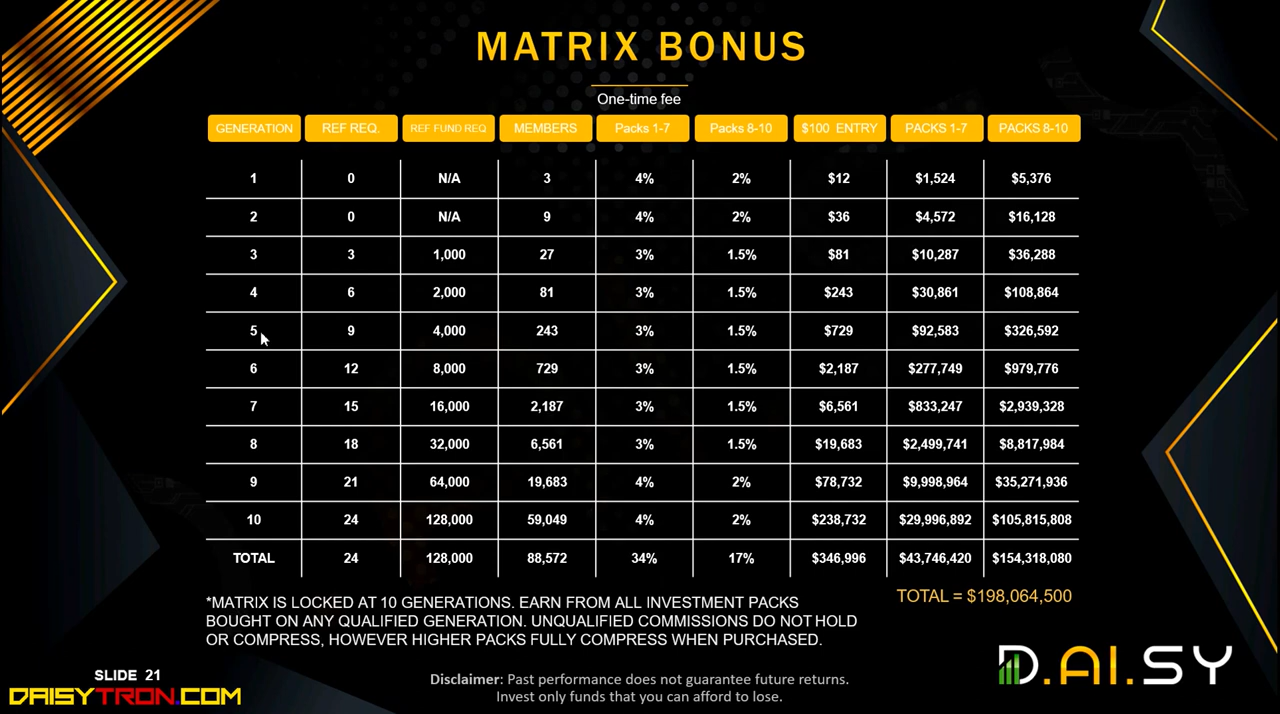 MATRIX BONUS
One-time fee
GENERATION REF REQ. REF FUND REQ MEMBERS Packs 1-7 Packs 8-10 $100 ENTRY PACKS 1-7 PACKS 8-10
1 0 N/A 3 4% 2% $12 $1,524 $5,376
2 0 N/A 9 4% 2% $36 $4,572 $16,128
3 3 1,000 27 3% 1.5% $81 $10,287 $36,288
4 6 2,000 81 3% 1.5% $243 $30,861 $108,864
5 9 4,000 243 3% 1.5% $729 $92,583 $326,592
6 12 8,000 729 3% 1.5% $2,187 $277,749 $979,776
7 15 16,000 2,187 3% 1.5% $6,561 $833,247 $2,939,328
8 18 32,000 6,561 3% 1.5% $19,683 $2,499,741 $8,817,984
9 21 64,000 19,683 4% 2% $78,732 $9,998,964 $35,271,936
10 24 128,000 59,049 4% 2% $238,732 $29,996,892 $105,815,808
TOTAL 24 128,000 88,572 34% 17% $346,996 $43,746,420 $154,318,080
TOTAL = $198,064,500
*MATRIX IS LOCKED AT 10 GENERATIONS. EARN FROM ALL INVESTMENT PACKS
BOUGHT ON ANY QUALIFIED GENERATION. UNQUALIFIED COMMISSIONS DO NOT HOLD
OR COMPRESS, HOWEVER HIGHER PACKS FULLY COMPRESS WHEN PURCHASED.
D.AI.SY
SLIDE 21
DAISYTRON.COM
Disclaimer: Past performance does not guarantee future returns.
Invest only funds that you can afford to lose.